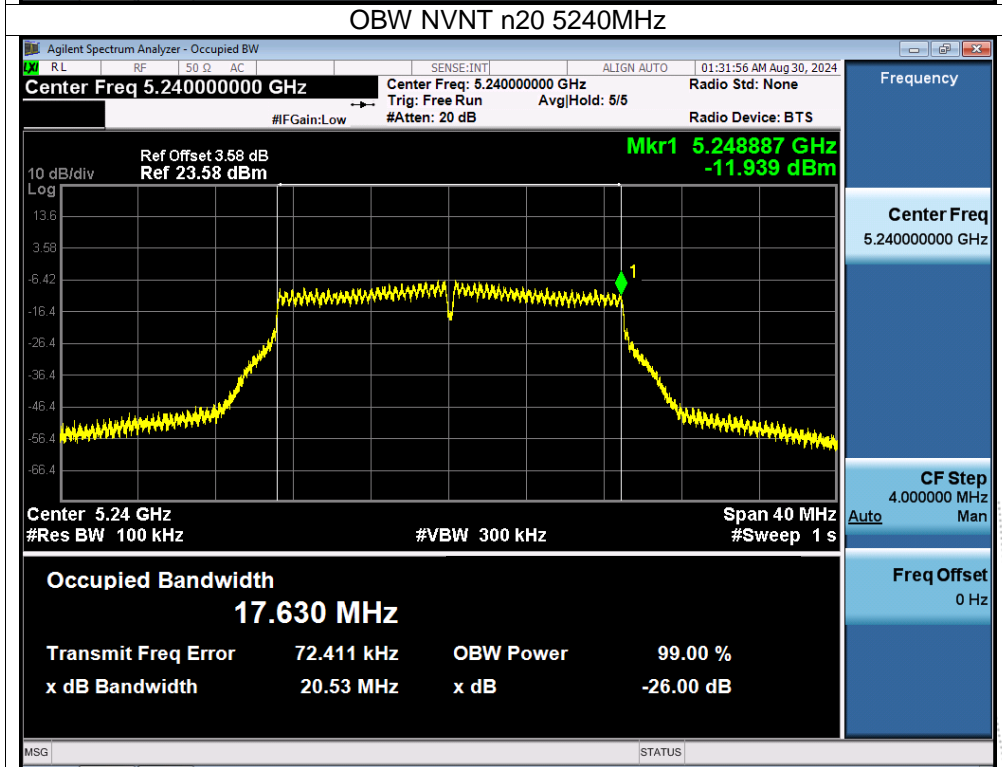 OBW NVNT n20 5240MHz
Agilent Spectrum Analyzer - Occupied BW
LXI RL RF 50 Ω AC SENSE:INT ALIGN AUTO 01:31:56 AM Aug 30, 2024
Center Freq 5.240000000 GHz
Center Freq: 5.240000000 GHz
Radio Std: None
Trig: Free Run Avg|Hold: 5/5
#IFGain:Low #Atten: 20 dB Radio Device: BTS
Mkr1 5.248887 GHz
-11.939 dBm
Ref Offset 3.58 dB
10 dB/div Ref 23.58 dBm
Log
13.6
3.58
-6.42
-16.4
-26.4
-36.4
-46.4
-56.4
-66.4
1
Center 5.24 GHz Span 40 MHz
#Res BW 100 kHz #VBW 300 kHz #Sweep 1 s
Occupied Bandwidth
17.630 MHz
Transmit Freq Error 72.411 kHz OBW Power 99.00 %
x dB Bandwidth 20.53 MHz x dB -26.00 dB
Frequency
Center Freq
5.240000000 GHz
CF Step
4.000000 MHz
Auto Man
Freq Offset
0 Hz
MSG STATUS